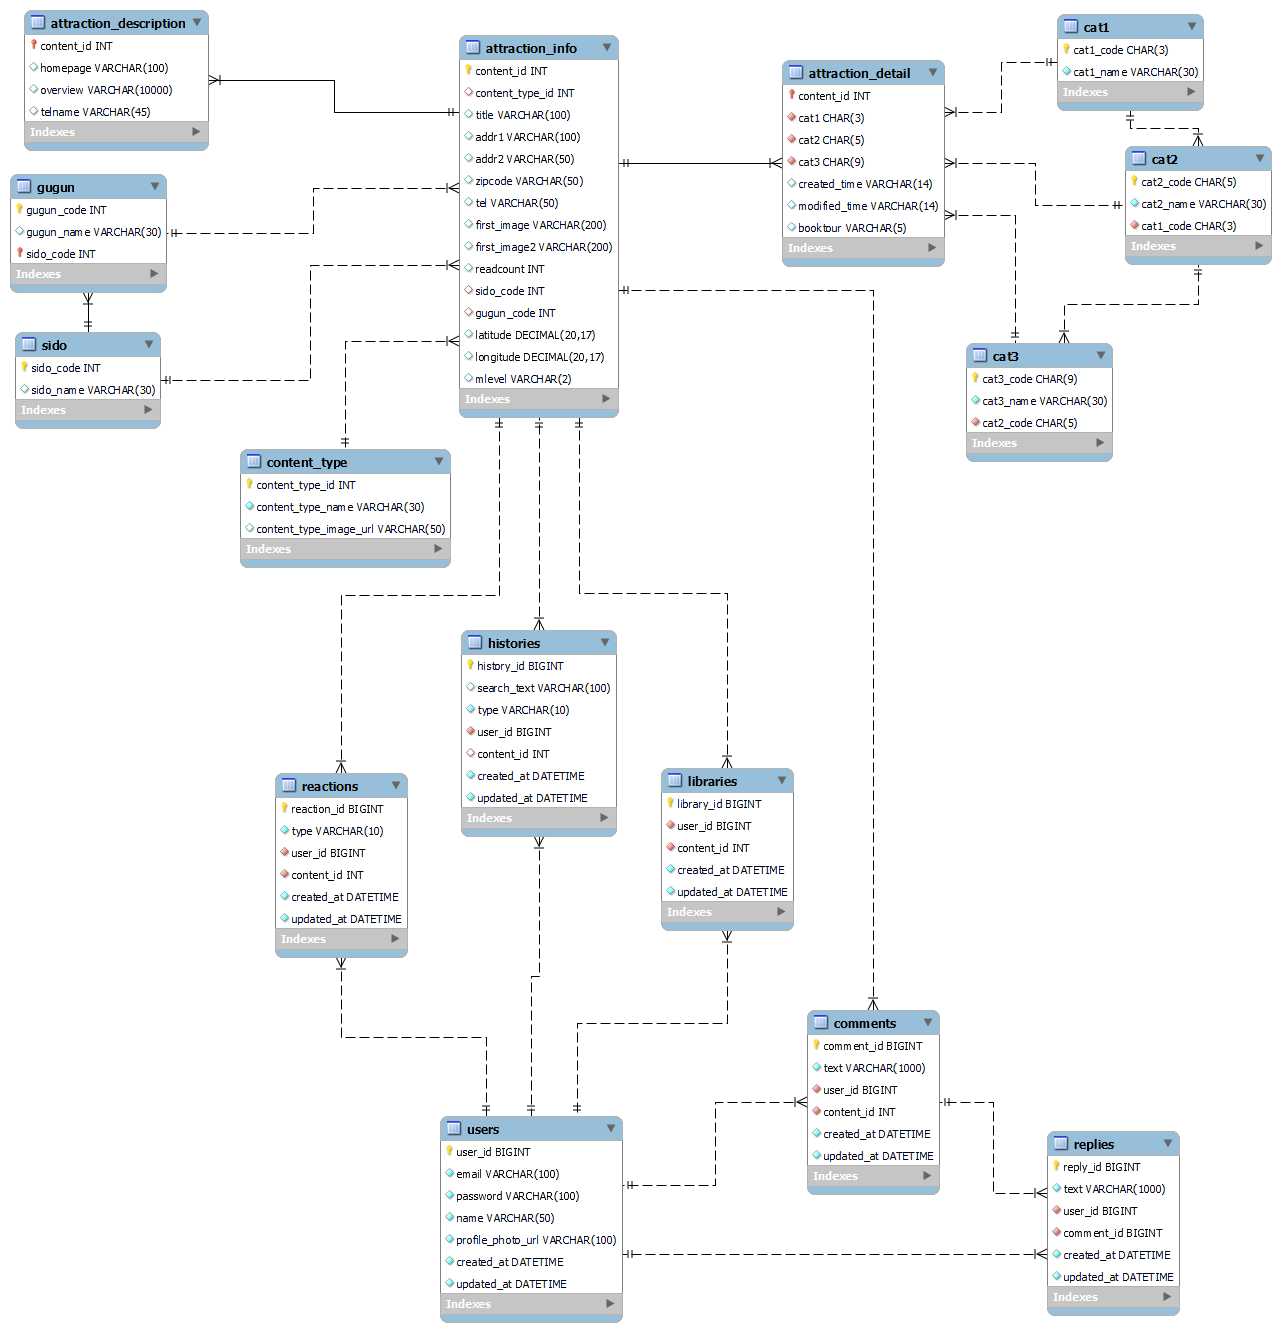 attraction_description
content_id INT
homepage VARCHAR(100)
overview VARCHAR(10000)
telname VARCHAR(45)
Indexes
gugun
gugun_code INT
gugun_name VARCHAR(30)
sido_code INT
Indexes
sido
sido_code INT
sido_name VARCHAR(30)
Indexes
attraction_info
content_id INT
content_type_id INT
title VARCHAR(100)
addr1 VARCHAR(100)
addr2 VARCHAR(50)
zipcode VARCHAR(50)
tel VARCHAR(50)
first_image VARCHAR(200)
first_image2 VARCHAR(200)
readcount INT
sido_code INT
gugun_code INT
latitude DECIMAL(20,17)
longitude DECIMAL(20,17)
mlevel VARCHAR(2)
Indexes
attraction_detail
content_id INT
cat1 CHAR(3)
cat2 CHAR(5)
cat3 CHAR(9)
created_time VARCHAR(14)
modified_time VARCHAR(14)
booktour VARCHAR(5)
Indexes
cat1
cat1_code CHAR(3)
cat1_name VARCHAR(30)
Indexes
cat2
cat2_code CHAR(5)
cat2_name VARCHAR(30)
cat1_code CHAR(3)
Indexes
cat3
cat3_code CHAR(9)
cat3_name VARCHAR(30)
cat2_code CHAR(5)
Indexes
content_type
content_type_id INT
content_type_name VARCHAR(30)
content_type_image_url VARCHAR(50)
Indexes
histories
history_id BIGINT
search_text VARCHAR(100)
type VARCHAR(10)
user_id BIGINT
content_id INT
created_at DATETIME
updated_at DATETIME
Indexes
reactions
reaction_id BIGINT
type VARCHAR(10)
user_id BIGINT
content_id INT
created_at DATETIME
updated_at DATETIME
Indexes
libraries
library_id BIGINT
user_id BIGINT
content_id INT
created_at DATETIME
updated_at DATETIME
Indexes
comments
comment_id BIGINT
text VARCHAR(1000)
user_id BIGINT
content_id INT
created_at DATETIME
updated_at DATETIME
Indexes
users
user_id BIGINT
email VARCHAR(100)
password VARCHAR(100)
name VARCHAR(50)
profile_photo_url VARCHAR(100)
created_at DATETIME
updated_at DATETIME
Indexes
replies
reply_id BIGINT
text VARCHAR(1000)
user_id BIGINT
comment_id BIGINT
created_at DATETIME
updated_at DATETIME
Indexes